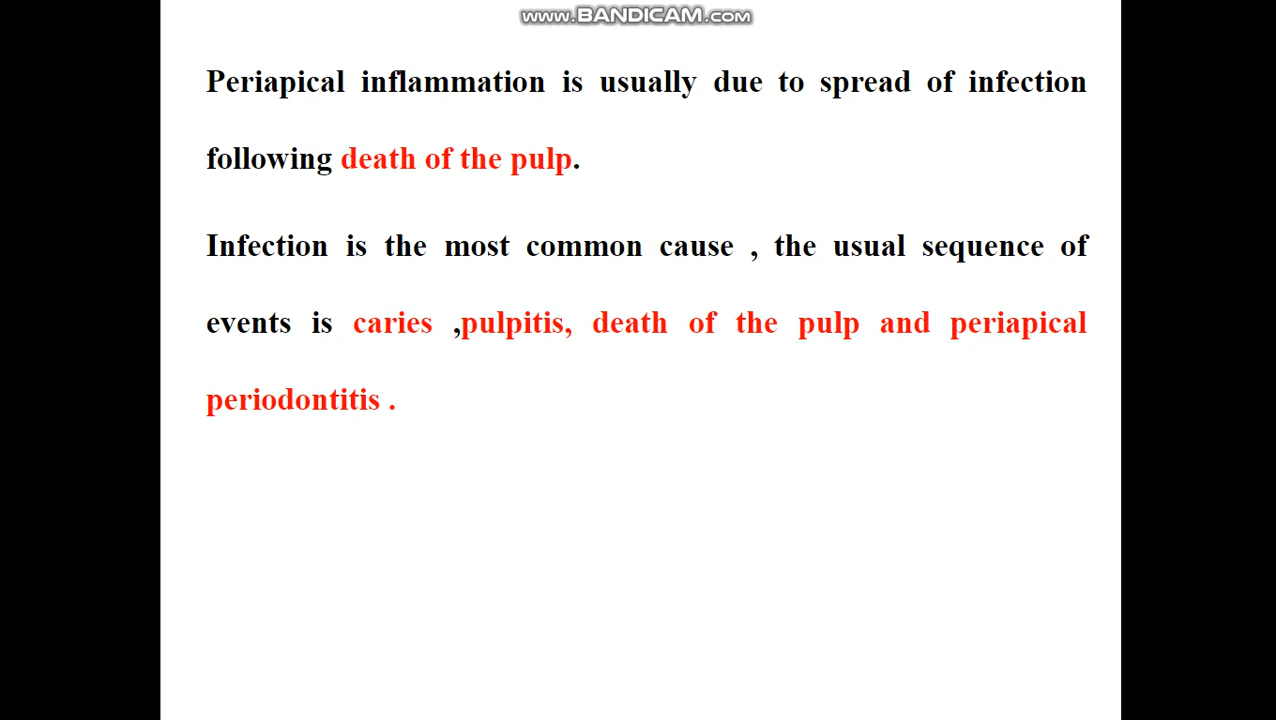 www.BANDICAM.com
Periapical inflammation is usually due to spread of infection
following death of the pulp.
Infection is the most common cause , the usual sequence of
events is caries ,pulpitis, death of the pulp and periapical
periodontitis .